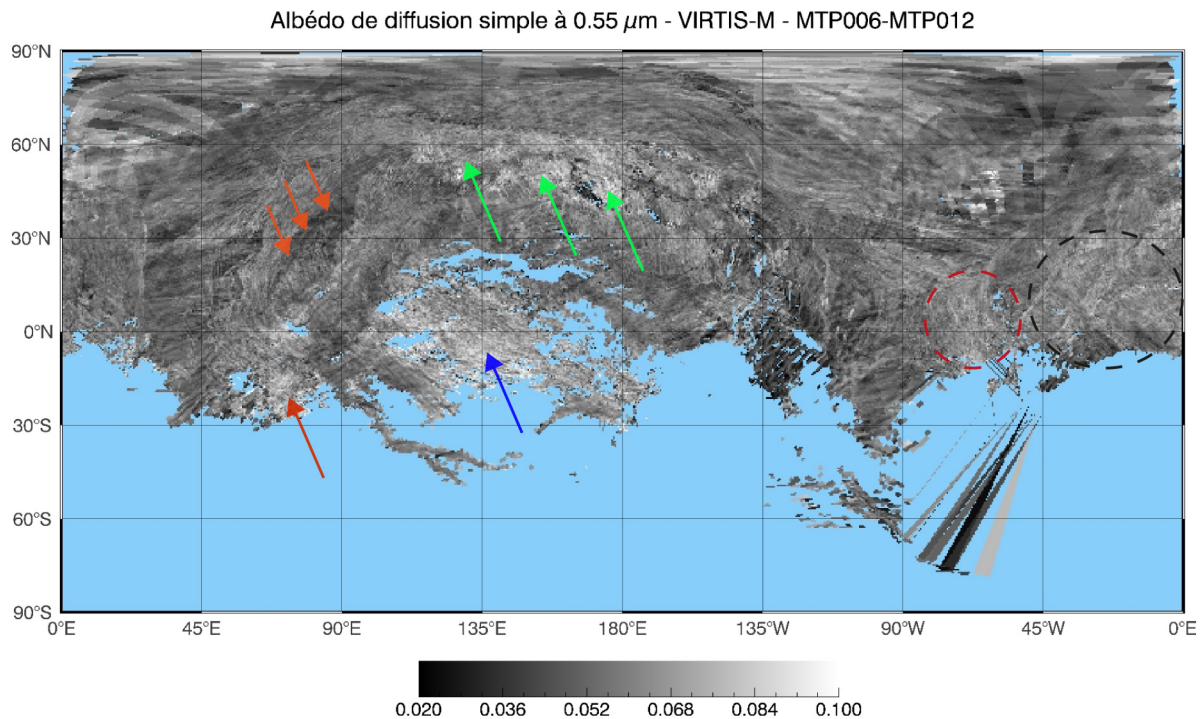 Albédo de diffusion simple à 0.55 μm - VIRTIS-M - MTP006-MTP012
90°N
60°N
30°N
0°N
30°S
60°S
90°S
0°E 45°E 90°E 135°E 180°E 135°W 90°W 45°W 0°E
0.020 0.036 0.052 0.068 0.084 0.100